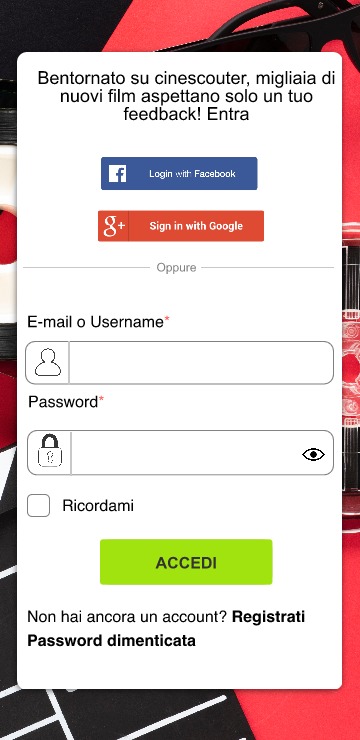 Bentornato su cinescouter, migliaia di
nuovi film aspettano solo un tuo
feedback! Entra
f Login with Facebook
g+ Sign in with Google
Oppure
E-mail o Username*
Password*
Ricordami
ACCEDI
Non hai ancora un account? Registrati
Password dimenticata